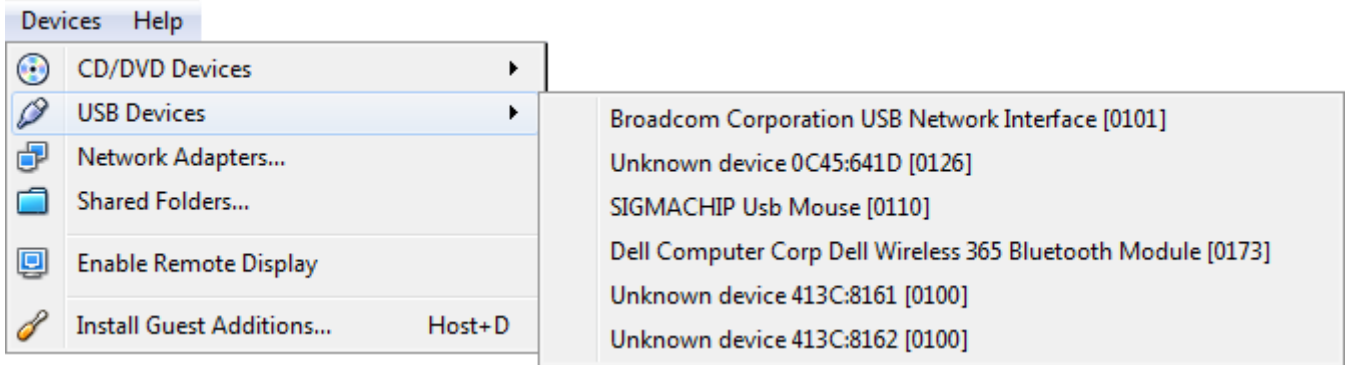 Devices Help
CD/DVD Devices
USB Devices
Network Adapters...
Shared Folders...
Enable Remote Display
Install Guest Additions... Host+D
Broadcom Corporation USB Network Interface [0101]
Unknown device 0C45:641D [0126]
SIGMACHIP Usb Mouse [0110]
Dell Computer Corp Dell Wireless 365 Bluetooth Module [0173]
Unknown device 413C:8161 [0100]
Unknown device 413C:8162 [0100]